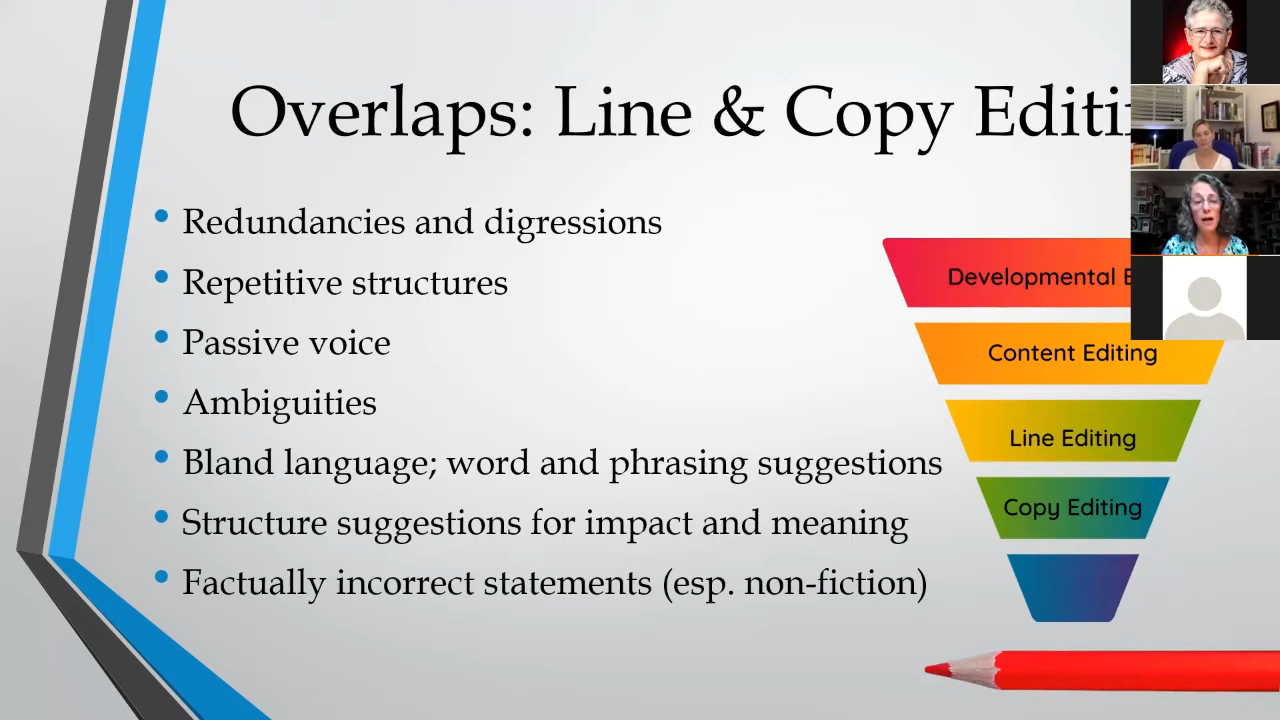 Overlaps: Line & Copy
Redundancies and digressions
Repetitive structures
Passive voice
Ambiguities
Bland language; word and phrasing suggestions
Structure suggestions for impact and meaning
Factually incorrect statements (esp. non-fiction)
Developmental
Content Editing
Line Editing
Copy Editing